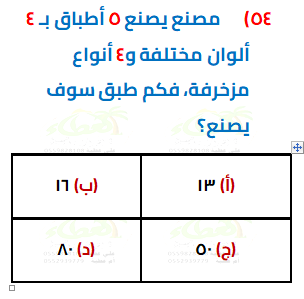 ٥٤) مصنع يصنع ٥ أطباق بـ ٤
ألوان مختلفة و٤ أنواع
مزخرفة، فكم طبق سوف
يصنع؟
(أ) ١٣ (ب) ١٦
(ج) ٥٠ (د) ٨٠